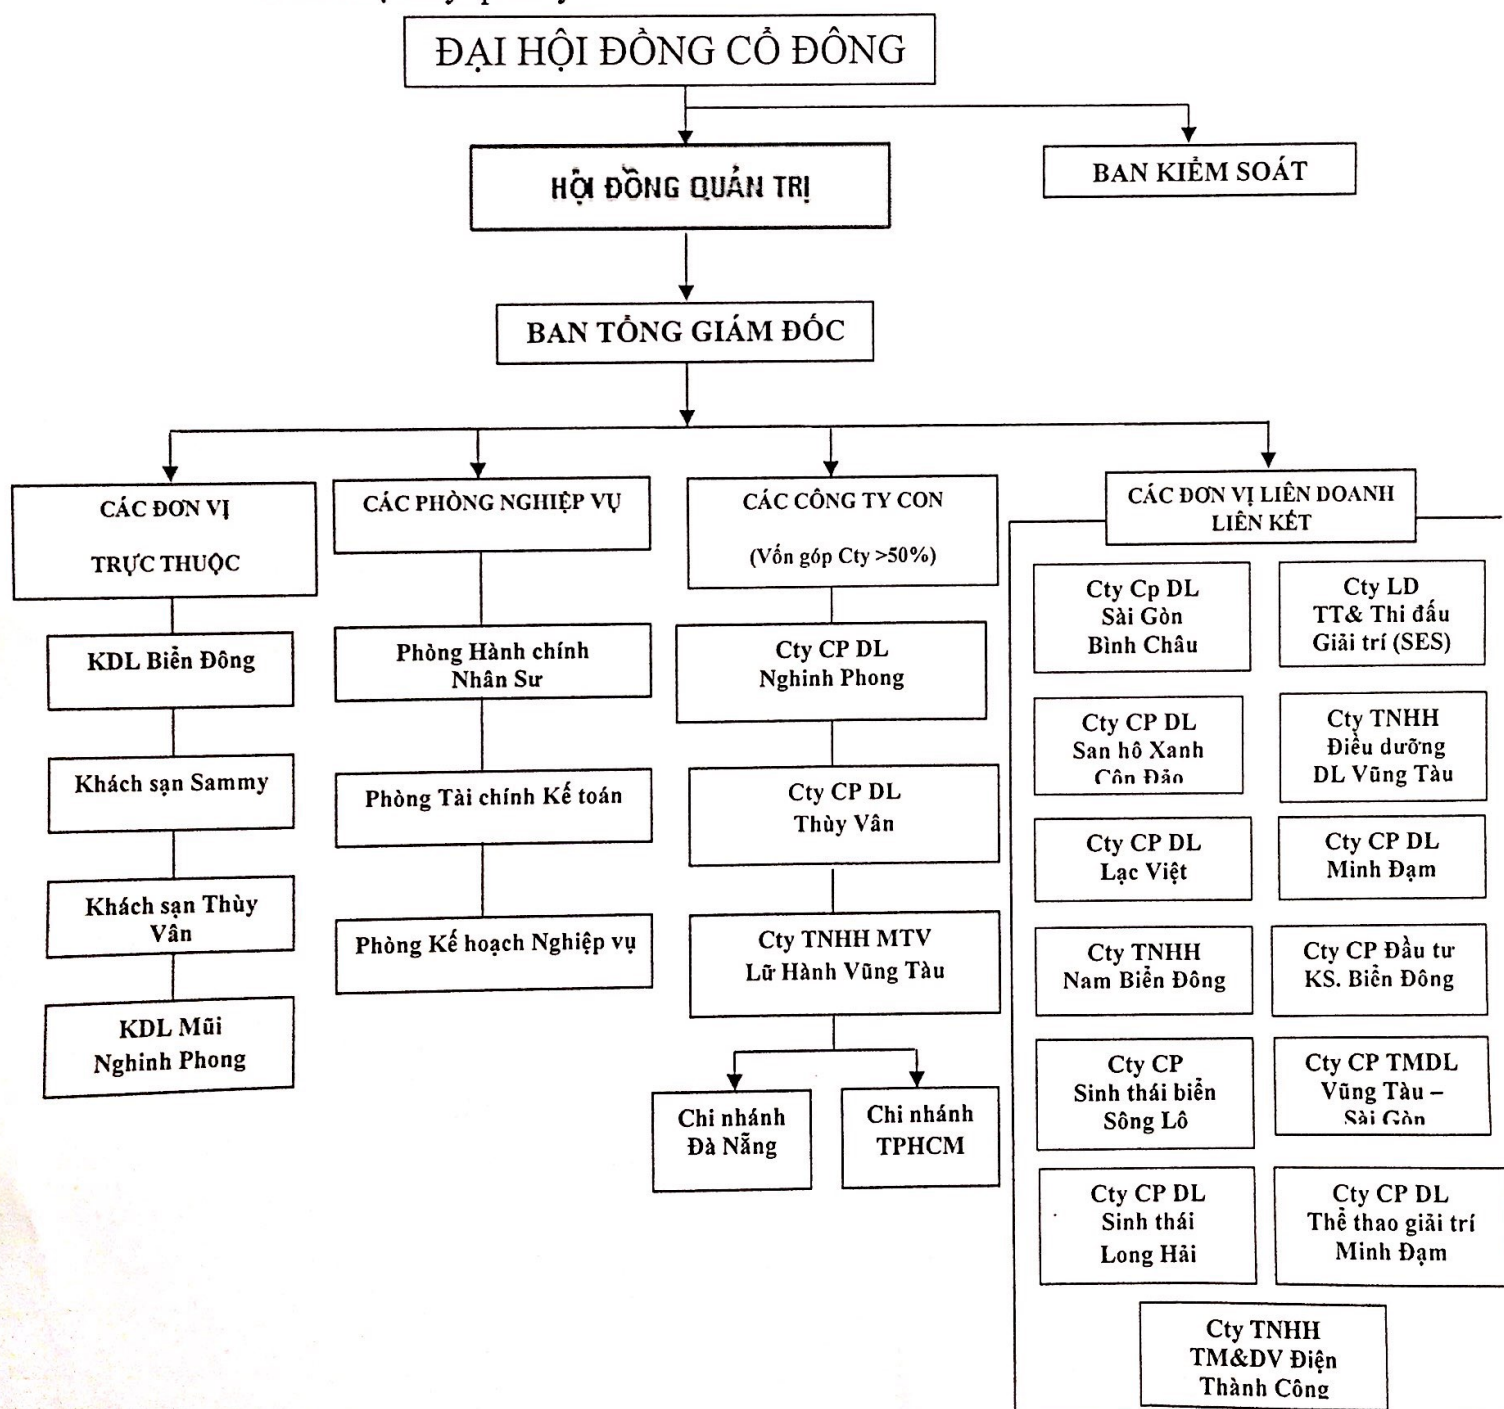 ĐẠI HỘI ĐỒNG CỔ ĐÔNG
HỘI ĐỒNG QUẢN TRỊ
BAN KIỂM SOÁT
BAN TỔNG GIÁM ĐỐC
CÁC ĐƠN VỊ
TRỰC THUỘC
KDL Biển Đông
Khách sạn Sammy
Khách sạn Thùy
Vân
KDL Mũi
Nghinh Phong
CÁC PHÒNG NGHIỆP VỤ
Phòng Hành chính
Nhân Sư
Phòng Tài chính Kế toán
Phòng Kế hoạch Nghiệp vụ
CÁC CÔNG TY CON
(Vốn góp Cty >50%)
Cty CP DL
Nghinh Phong
Cty CP DL
Thùy Vân
Cty TNHH MTV
Lữ Hành Vũng Tàu
Chi nhánh
Đà Nẵng
Chi nhánh
TPHCM
CÁC ĐƠN VỊ LIÊN DOANH
LIÊN KẾT
Cty Cp DL
Sài Gòn
Bình Châu
Cty LD
TT& Thi đấu
Giải trí (SES)
Cty CP DL
San hô Xanh
Côn Đảo
Cty TNHH
Điều dưỡng
DL Vũng Tàu
Cty CP DL
Lạc Việt
Cty CP DL
Minh Đạm
Cty TNHH
Nam Biển Đông
Cty CP Đầu tư
KS. Biển Đông
Cty CP
Sinh thái biển
Sông Lô
Cty CP TMDL
Vũng Tàu –
Sài Gòn
Cty CP DL
Sinh thái
Long Hải
Cty CP DL
Thể thao giải trí
Minh Đạm
Cty TNHH
TM&DV Điện
Thành Công